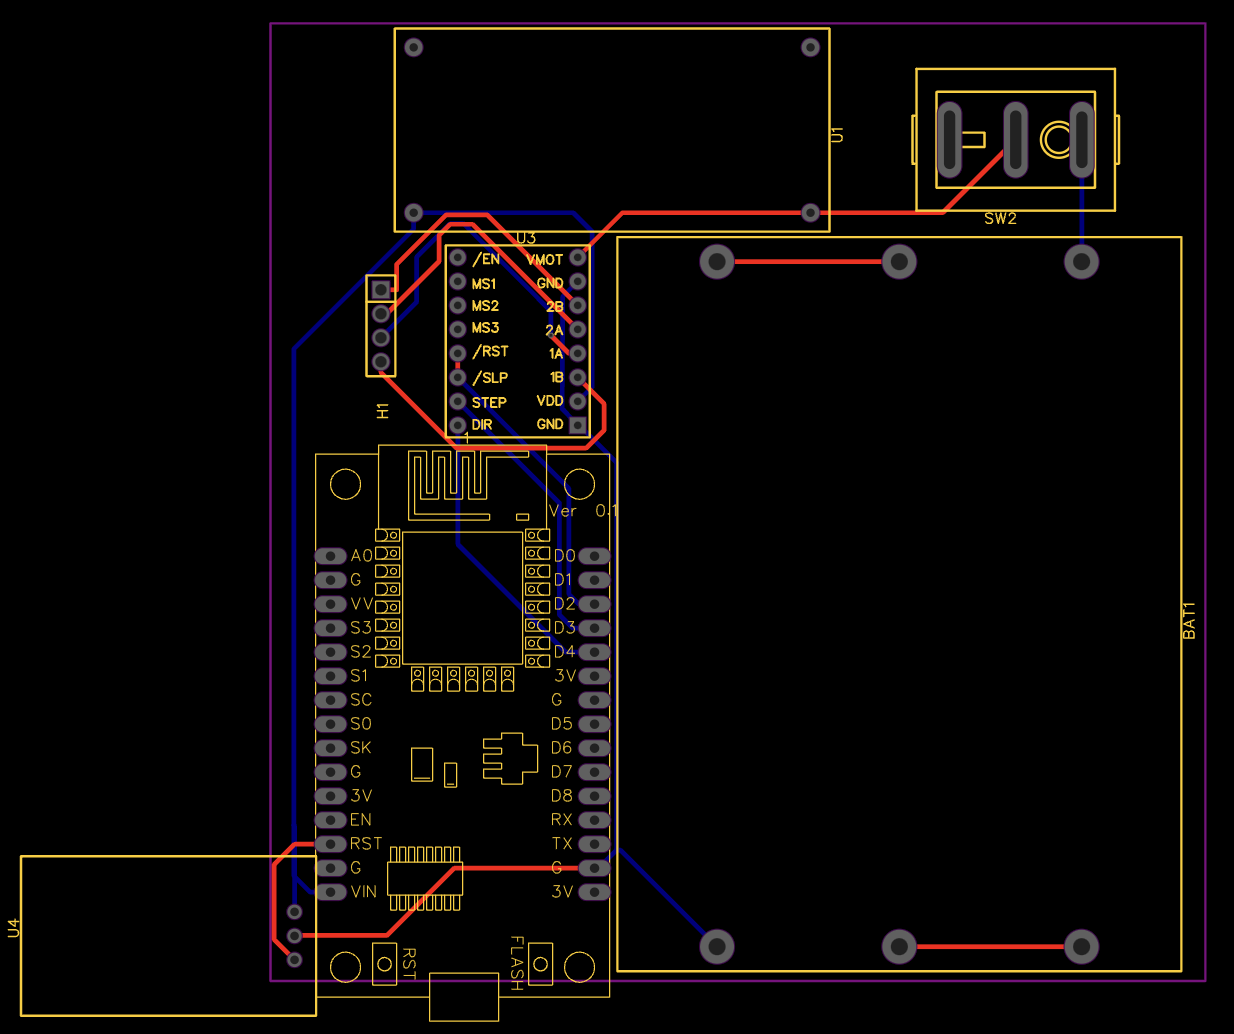 U1
SW2
U3
/EN VMOT
MS1 GND
MS2 2B
MS3 2A
/RST 1A
/SLP 1B
STEP VDD
DIR GND
H1
1
Ver 0.1
A0 D0
G D1
VV D2
S3 D3
S2 D4
S1 3V
SC G
S0 D5
SK D6
G D7
3V D8
EN RX
RST TX
G G
VIN 3V
RST
FLASH
U4
BAT1